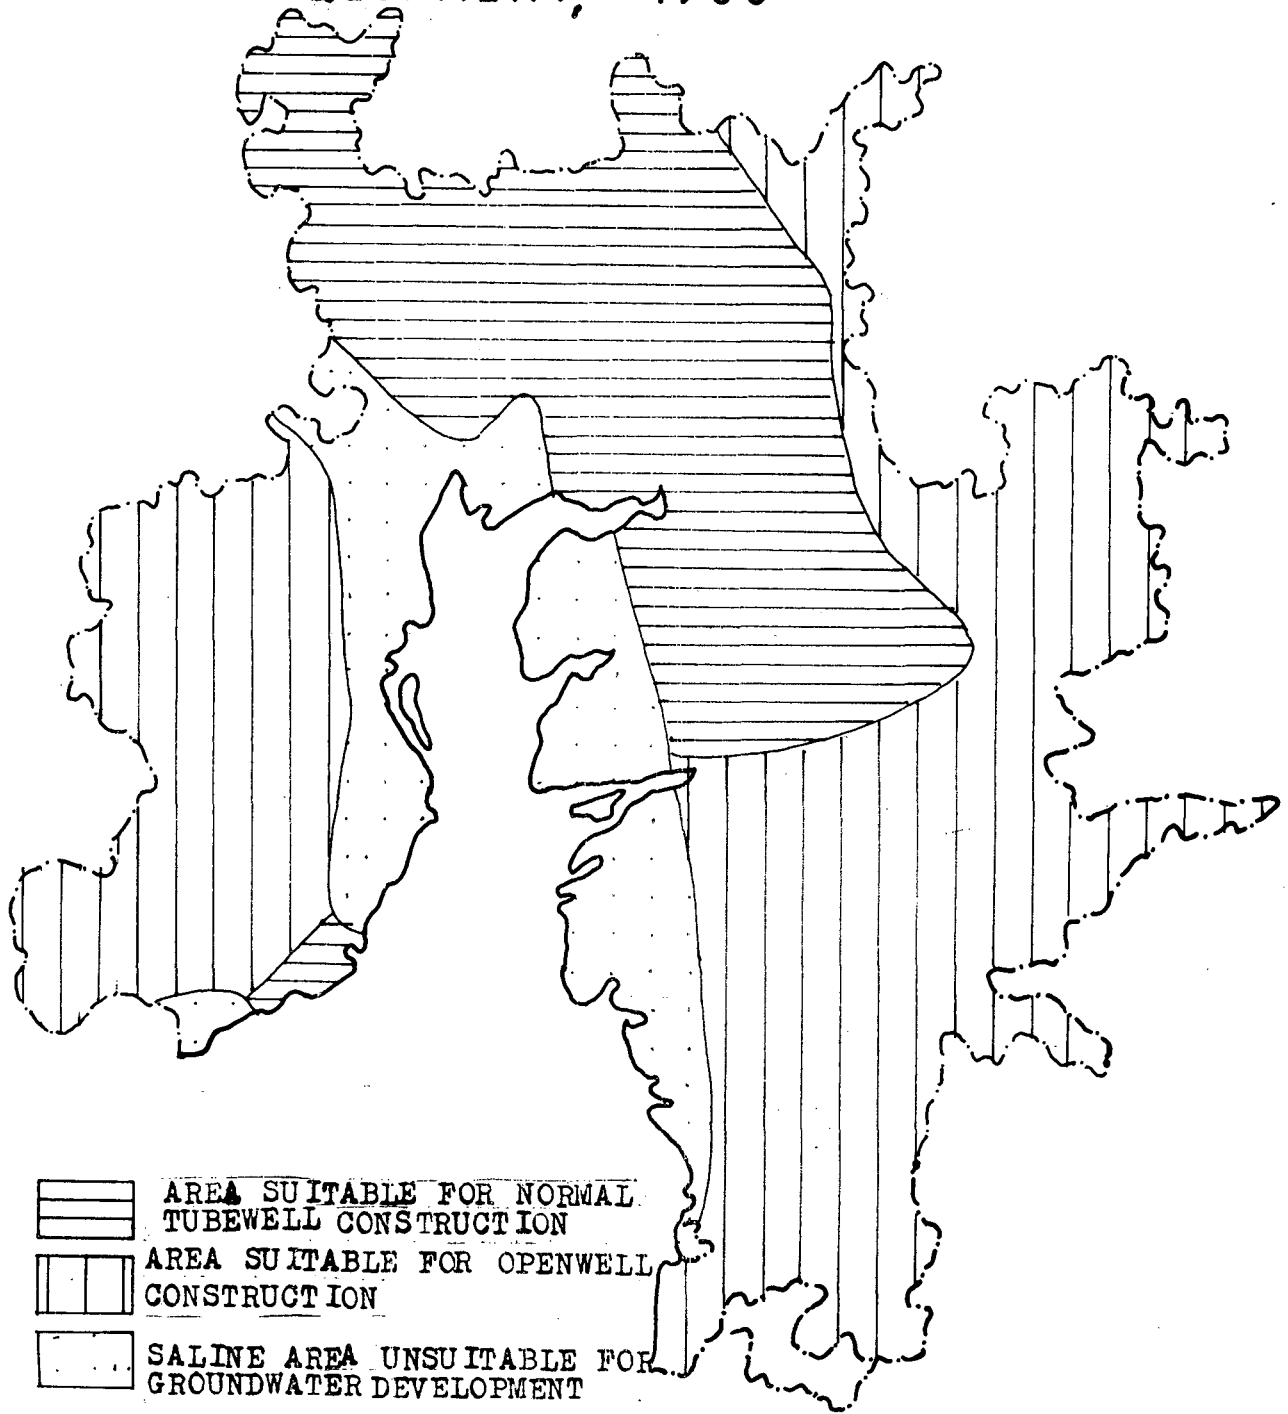 AREA SUITABLE FOR NORMAL
TUBEWELL CONSTRUCTION
AREA SUITABLE FOR OPENWELL
CONSTRUCTION
SALINE AREA UNSUITABLE FOR
GROUNDWATER DEVELOPMENT